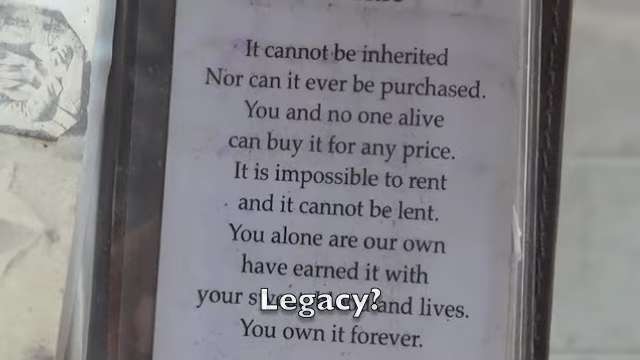 It cannot be inherited
Nor can it ever be purchased.
You and no one alive
can buy it for any price.
It is impossible to rent
and it cannot be lent.
You alone are our own
have earned it with
your and lives.
You own it forever.
Legacy?